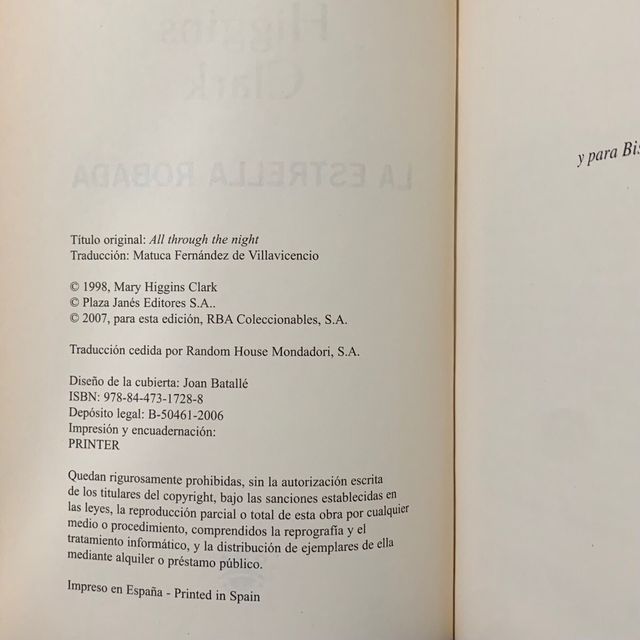 Higgins
Clark
LA ESTRELLA ROBADA
Título original: All through the night
Traducción: Matuca Fernández de Villavicencio
© 1998, Mary Higgins Clark
© Plaza Janés Editores S.A..
© 2007, para esta edición, RBA Coleccionables, S.A.
Traducción cedida por Random House Mondadori, S.A.
Diseño de la cubierta: Joan Batallé
ISBN: 978-84-473-1728-8
Depósito legal: B-50461-2006
Impresión y encuadernación:
PRINTER
Quedan rigurosamente prohibidas, sin la autorización escrita
de los titulares del copyright, bajo las sanciones establecidas en
las leyes, la reproducción parcial o total de esta obra por cualquier
medio o procedimiento, comprendidos la reprografía y el
tratamiento informático, y la distribución de ejemplares de ella
mediante alquiler o préstamo público.
Impreso en España - Printed in Spain
y para Bis